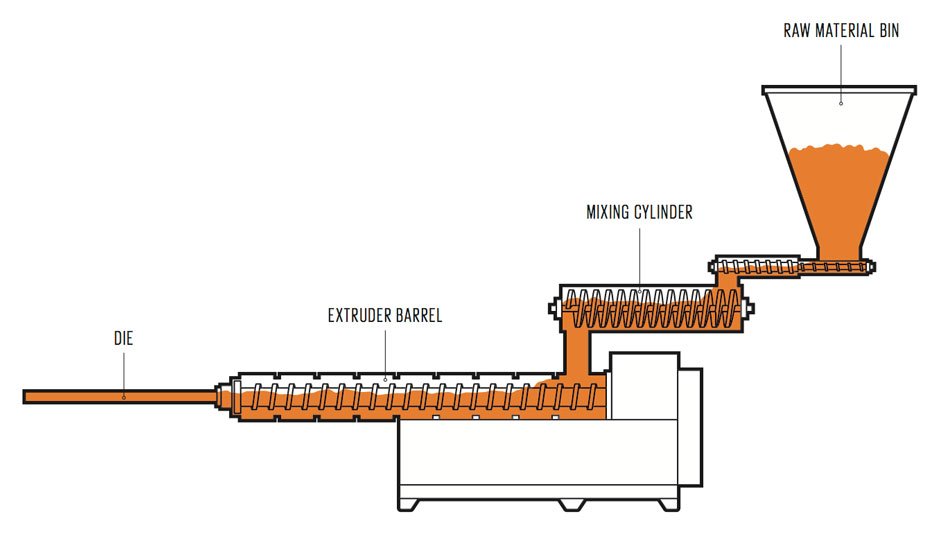 RAW MATERIAL BIN
MIXING CYLINDER
EXTRUDER BARREL
DIE